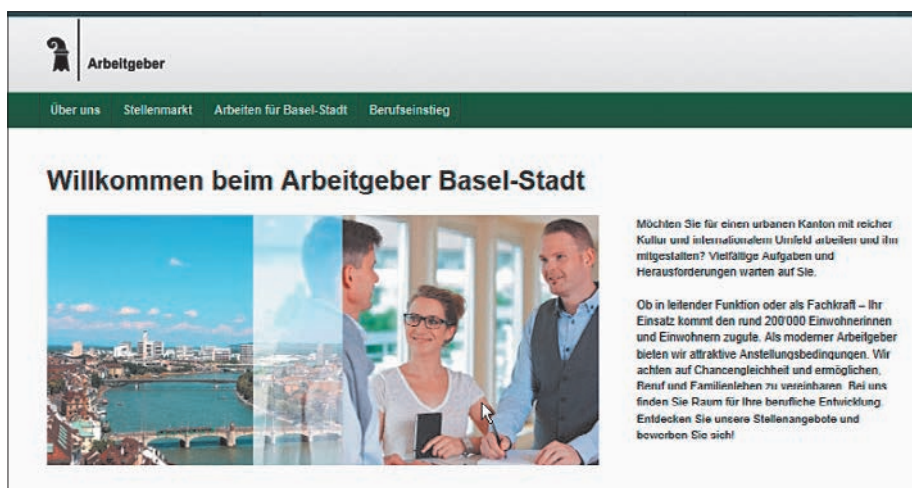 Arbeitgeber
Über uns Stellenmarkt Arbeiten für Basel-Stadt Berufseinstieg
Willkommen beim Arbeitgeber Basel-Stadt
Möchten Sie für einen urbanen Kanton mit reicher
Kultur und internationalem Umfeld arbeiten und ihn
mitgestalten? Vielfältige Aufgaben und
Herausforderungen warten auf Sie.
Ob in leitender Funktion oder als Fachkraft – Ihr
Einsatz kommt den rund 200'000 Einwohnerinnen
und Einwohnern zugute. Als moderner Arbeitgeber
bieten wir attraktive Anstellungsbedingungen. Wir
achten auf Chancengleichheit und ermöglichen,
Beruf und Familienleben zu vereinbaren. Bei uns
finden Sie Raum für Ihre berufliche Entwicklung.
Entdecken Sie unsere Stellenangebote und
bewerben Sie sich!